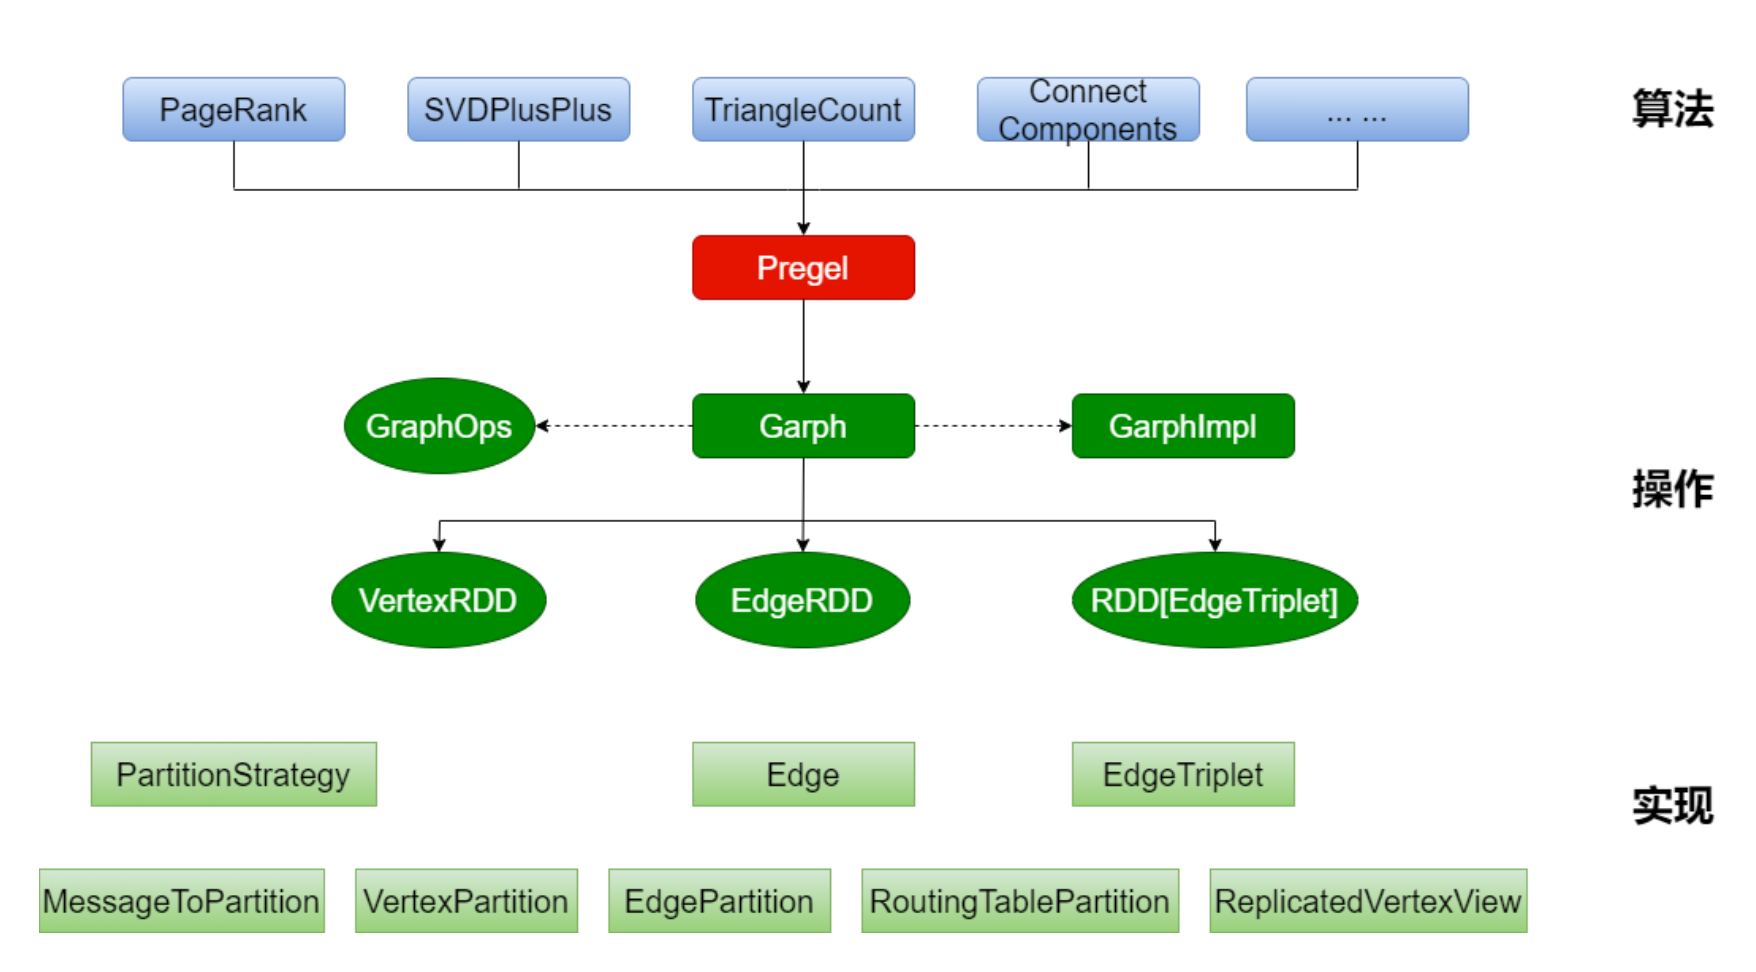 PageRank
SVDPlusPlus
TriangleCount
Connect
Components
... ...
算法
Pregel
GraphOps
Garph
GarphImpl
操作
VertexRDD
EdgeRDD
RDD[EdgeTriplet]
PartitionStrategy
Edge
EdgeTriplet
实现
MessageToPartition
VertexPartition
EdgePartition
RoutingTablePartition
ReplicatedVertexView